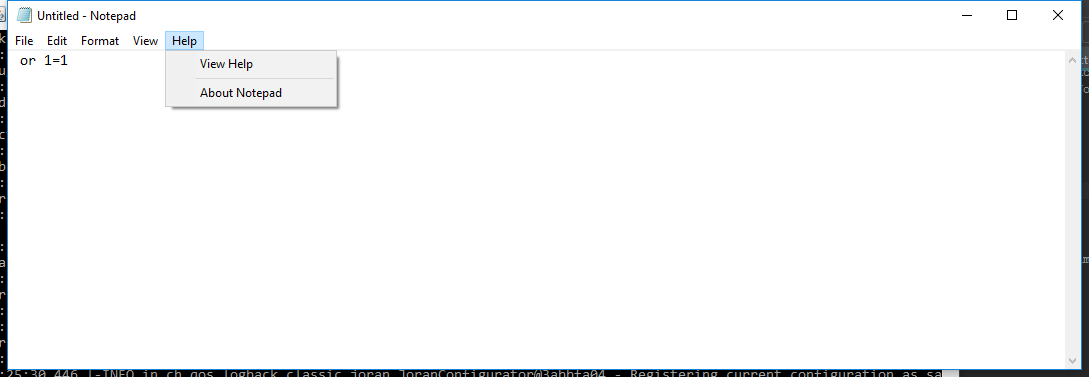 Untitled - Notepad
File Edit Format View Help
or 1=1
View Help
About Notepad
:25:30,446 |-INFO in ch.qos.logback.classic.joran.JoranConfigurator@3abbfa04 - Registering current configuration as sa